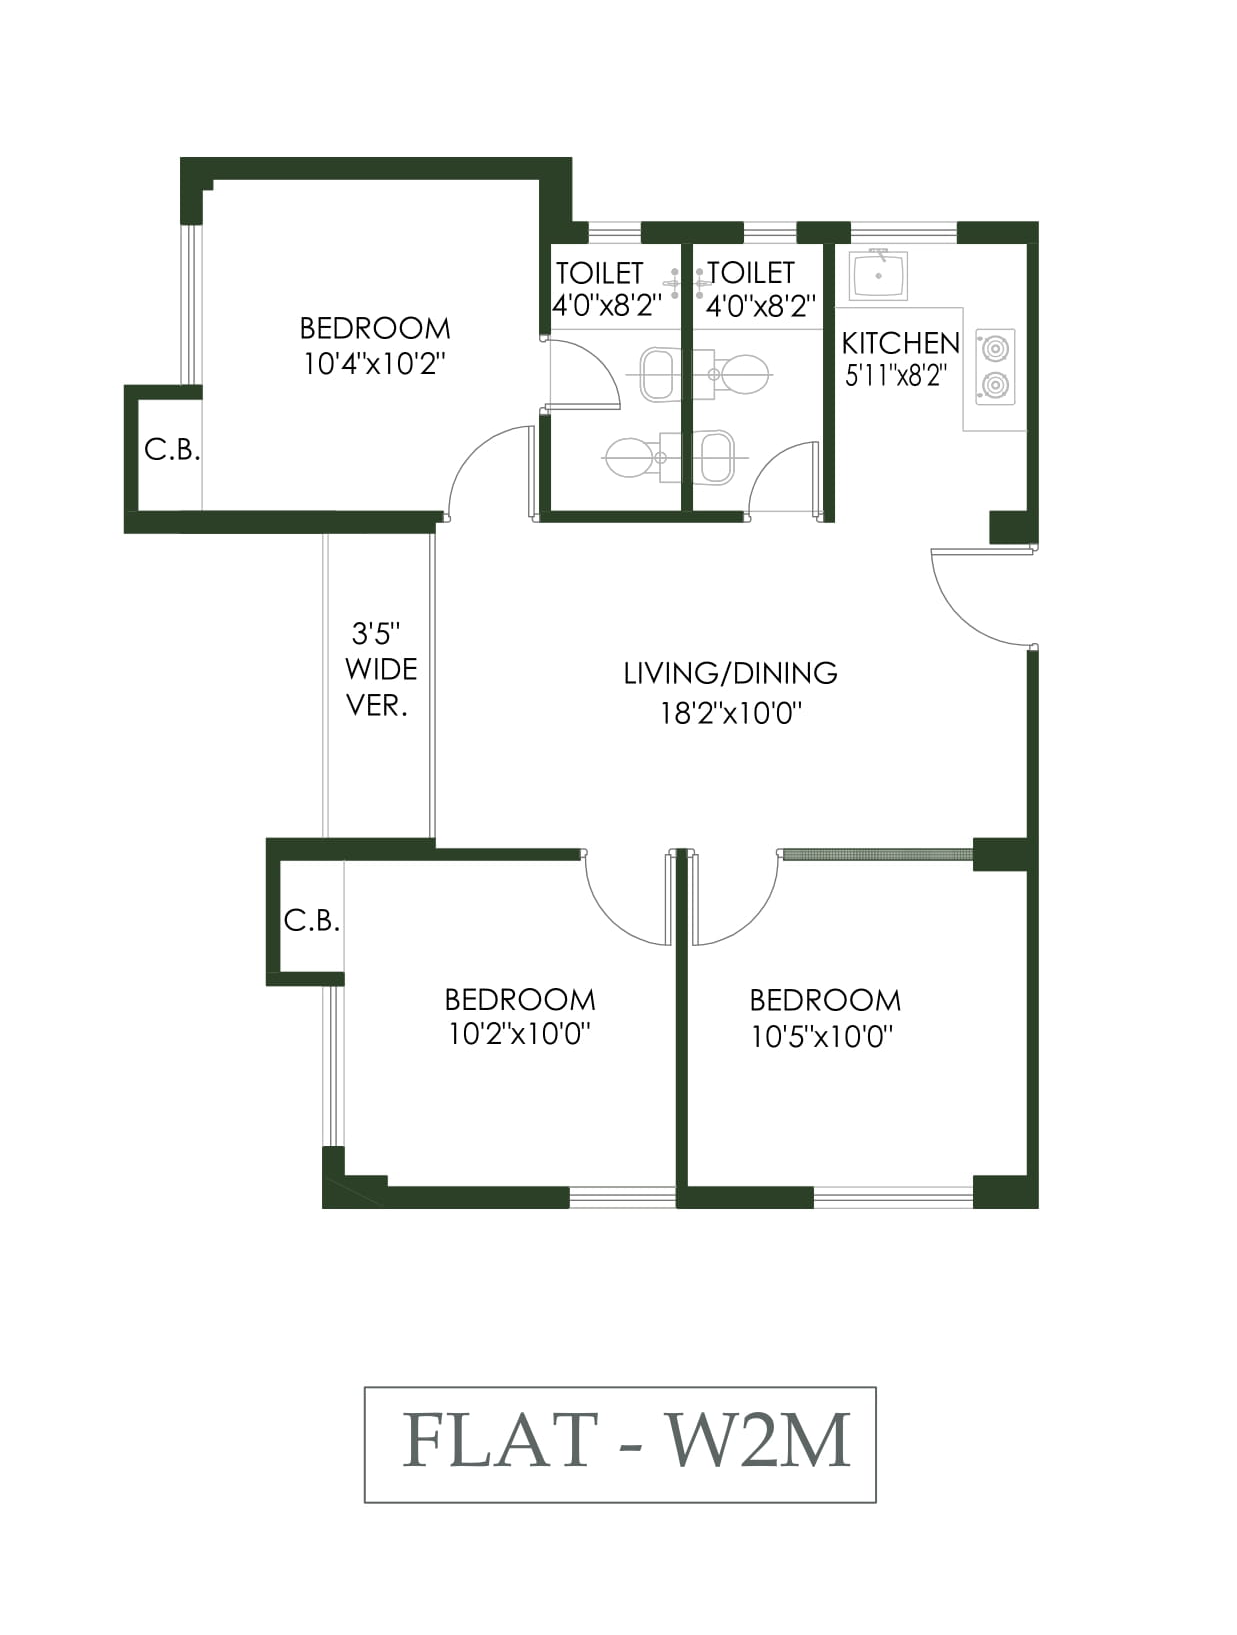 TOILET
4'0"x8'2"
TOILET
4'0"x8'2"
BEDROOM
10'4"x10'2"
KITCHEN
5'11"x8'2"
C.B.
3'5"
WIDE
VER.
LIVING/DINING
18'2"x10'0"
C.B.
BEDROOM
10'2"x10'0"
BEDROOM
10'5"x10'0"
FLAT - W2M